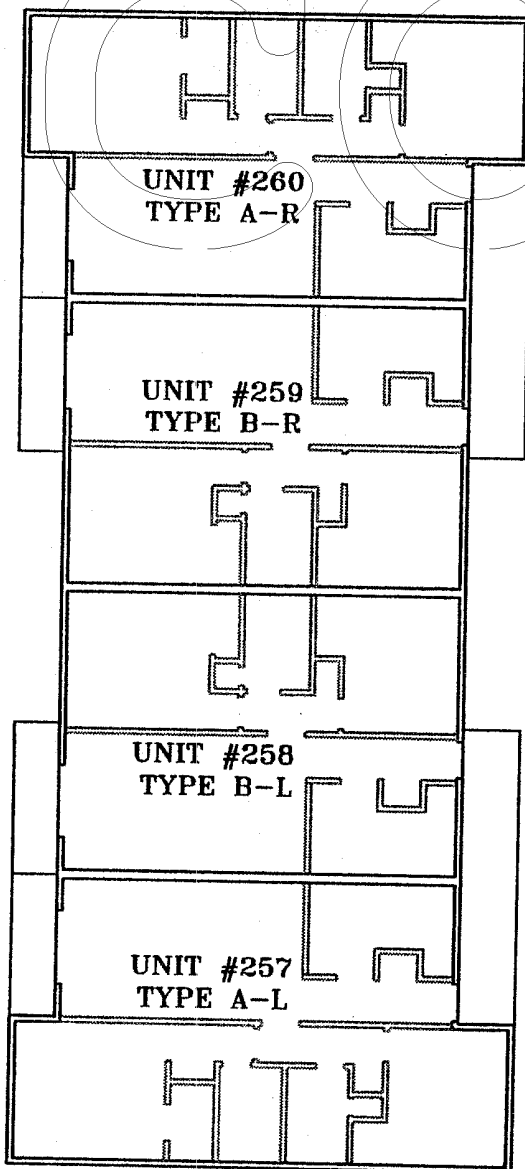 UNIT #260
TYPE A-R
UNIT #259
TYPE B-R
UNIT #258
TYPE B-L
UNIT #257
TYPE A-L